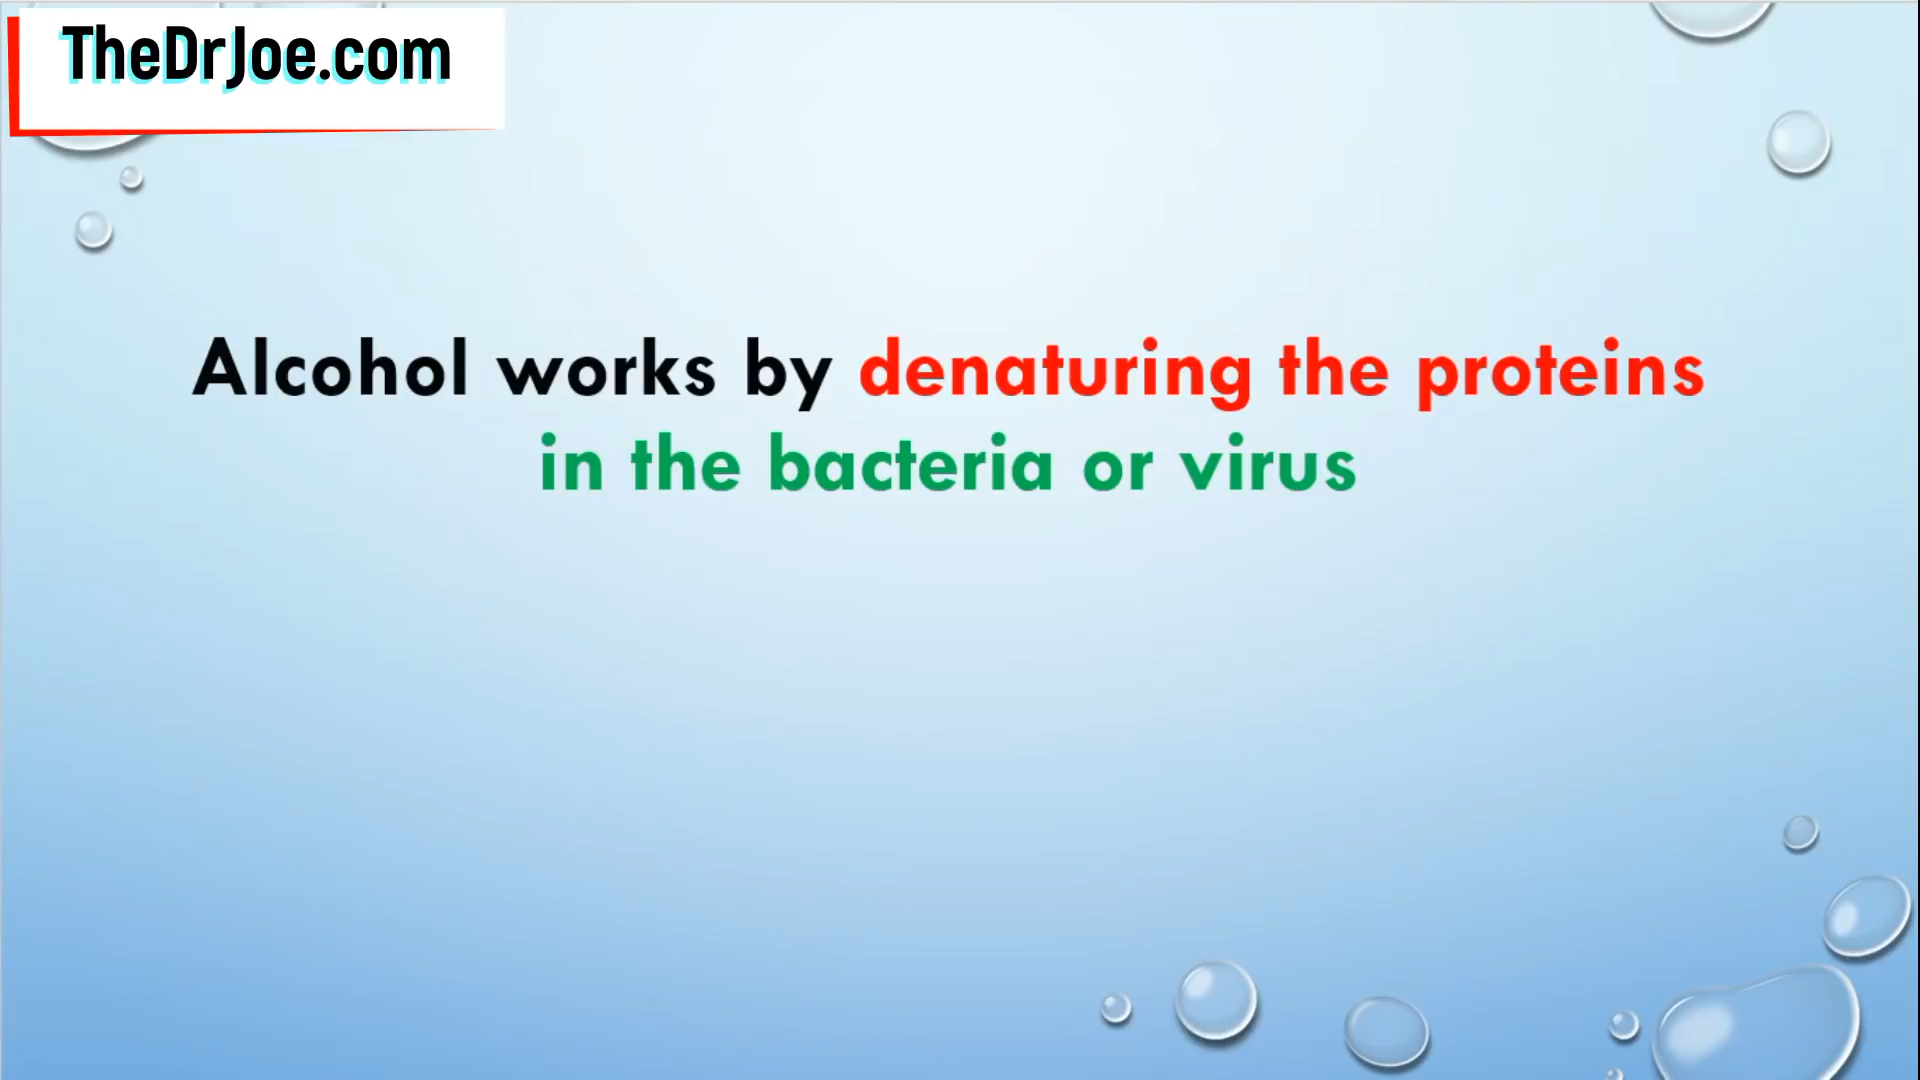 TheDrJoe.com
Alcohol works by denaturing the proteins
in the bacteria or virus